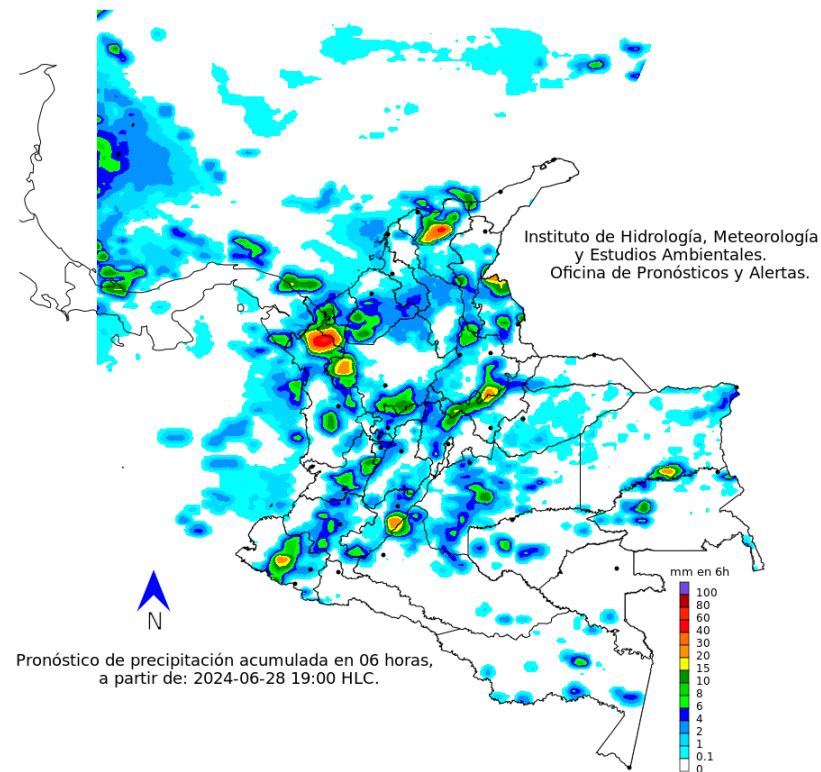 Instituto de Hidrología, Meteorología
y Estudios Ambientales.
Oficina de Pronósticos y Alertas.
mm en 6h
100
80
60
40
30
20
15
10
8
6
4
2
1
0.1
0
N
Pronóstico de precipitación acumulada en 06 horas,
a partir de: 2024-06-28 19:00 HLC.